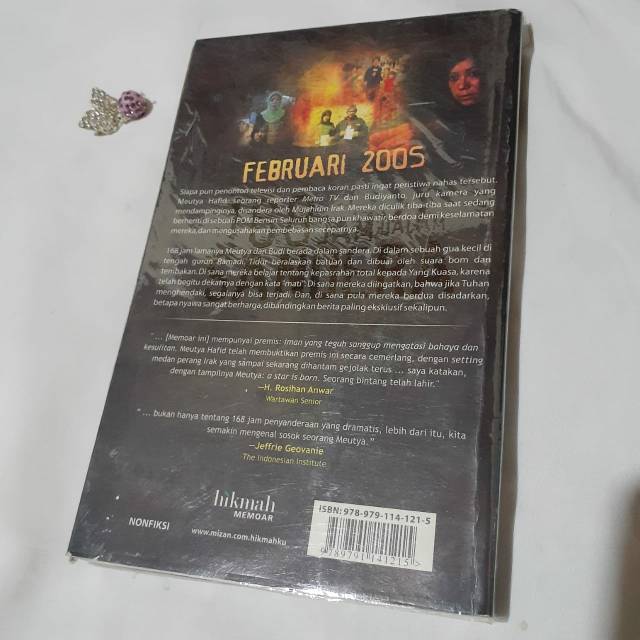 FEBRUARI 2005
Siapa pun penonton televisi dan pembaca koran pasti ingat peristiwa nahas tersebut.
Meutya Hafid, seorang reporter Metro TV dan Budiyanto, juru kamera yang
mendampinginya, disandera oleh Mujahidin Irak. Mereka diculik tiba-tiba saat sedang
berhenti di sebuah POM Bensin. Seluruh bangsa pun khawatir, berdoa demi keselamatan
mereka, dan mengusahakan pembebasan secepatnya.
168 jam lamanya Meutya dan Budi berada dalam sandera. Di dalam sebuah gua kecil di
tengah gurun Ramadi. Tidur beralaskan batuan dan dibuai oleh suara bom dan
tembakan. Di sana mereka belajar tentang kepasrahan total kepada Yang Kuasa, karena
telah begitu dekatnya dengan kata "mati". Di sana mereka diingatkan, bahwa jika Tuhan
menghendaki, segalanya bisa terjadi. Dan, di sana pula mereka berdua disadarkan,
betapa nyawa sangat berharga, dibandingkan berita paling eksklusif sekalipun.
"... [Memoar ini] mempunyai premis: iman yang teguh sanggup mengatasi bahaya dan
kesulitan. Meutya Hafid telah membuktikan premis ini secara cemerlang, dengan setting
medan perang Irak yang sampai sekarang dihantam gejolak terus ... saya katakan,
dengan tampilnya Meutya: a star is born. Seorang bintang telah lahir."
—H. Rosihan Anwar
Wartawan Senior
"... bukan hanya tentang 168 jam penyanderaan yang dramatis, lebih dari itu, kita
semakin mengenal sosok seorang Meutya."
—Jeffrie Geovanie
The Indonesian Institute
hikmah
MEMOAR
NONFIKSI
www.mizan.com.hikmahku
ISBN: 978-979-114-121-5
9789791141215>